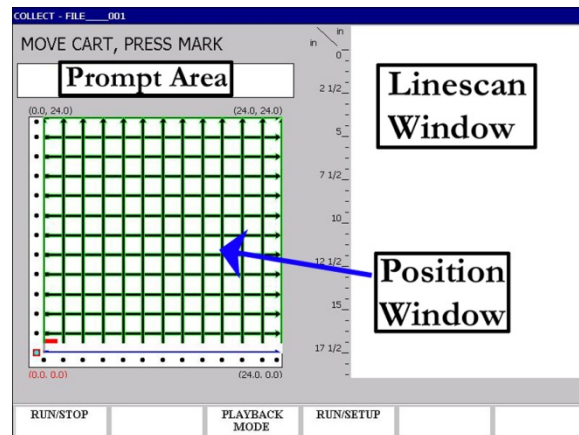 COLLECT - FILE____001
MOVE CART, PRESS MARK
Prompt Area
(0.0, 24.0) (24.0, 24.0)
(0.0, 0.0) (24.0, 0.0)
in in
0
2 1/2
5
7 1/2
10
12 1/2
15
17 1/2
Linescan
Window
Position
Window
RUN/STOP PLAYBACK MODE RUN/SETUP